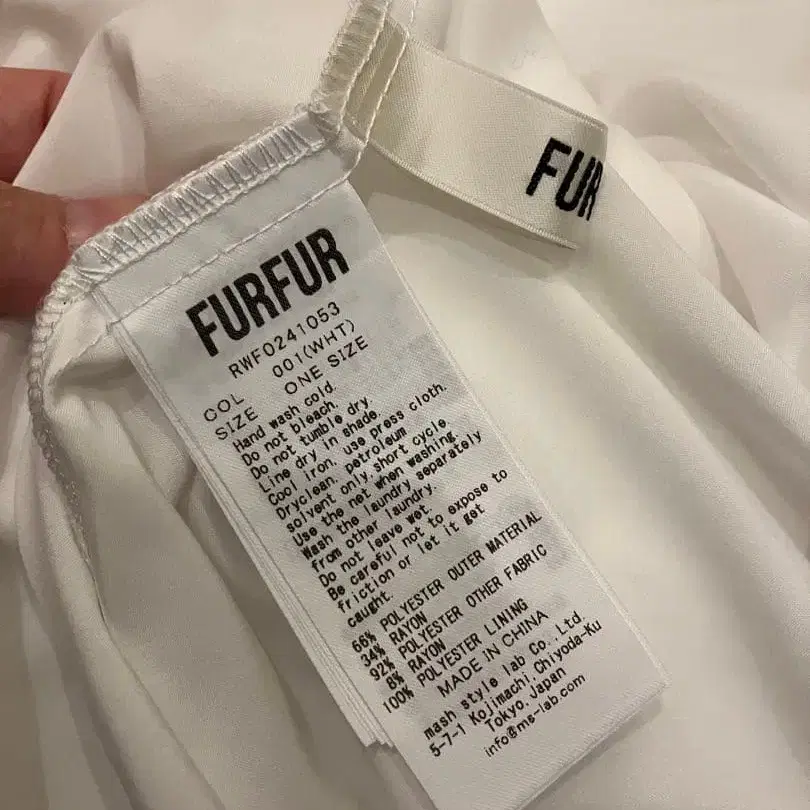 FUR
FURFUR
RWF0241053
COL 001(WHT)
SIZE ONE SIZE
Hand wash cold.
Do not bleach.
Do not tumble dry.
Line dry in shade.
Cool iron, use press cloth.
Dryclean, petroleum
solvent only, short cycle.
Use the net when washing.
Wash the laundry separately
from other laundry.
Do not leave wet.
Be careful not to expose to
friction or let it get
caught.
66% POLYESTER OUTER MATERIAL
34% RAYON
92% POLYESTER OTHER FABRIC
8% RAYON
100% POLYESTER LINING
MADE IN CHINA
mash style lab Co., Ltd.
5-7-1 Kojimachi, Chiyoda-Ku
Tokyo, Japan
info@ms-lab.com